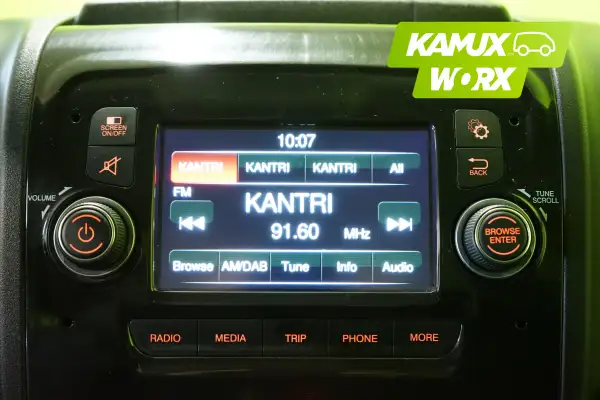 KAMUX
WORX
SCREEN
ON/OFF
10:07
KANTRI KANTRI KANTRI All
BACK
FM
VOLUME
KANTRI
TUNE
SCROLL
91.60 MHz
BROWSE
ENTER
Browse AM/DAB Tune Info Audio
RADIO MEDIA TRIP PHONE MORE